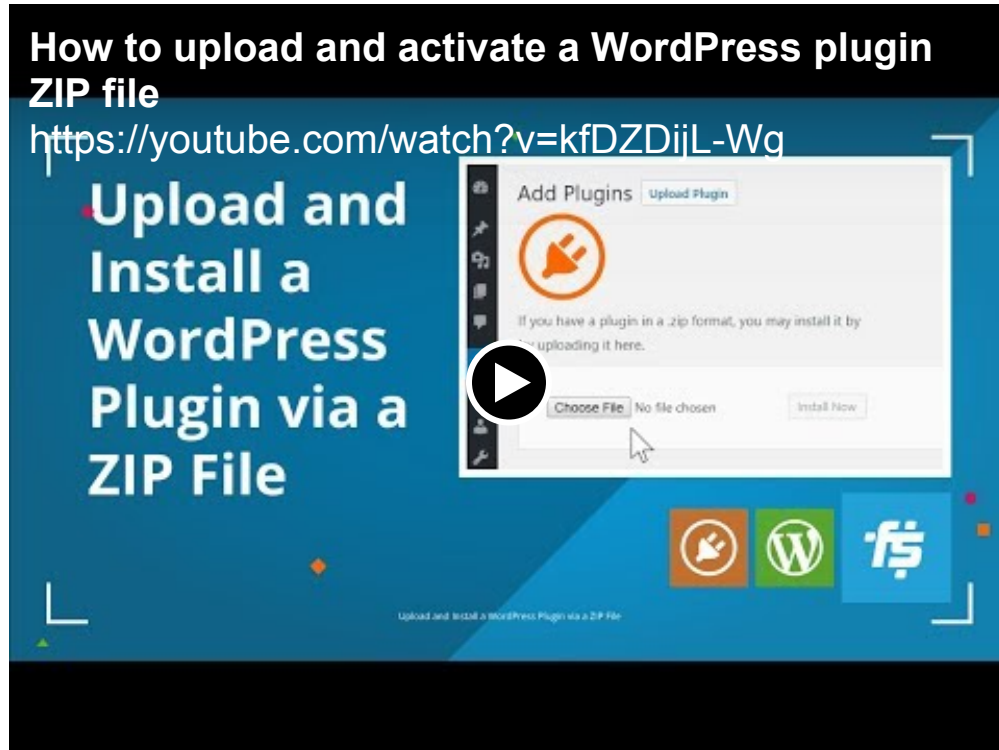 How to upload and activate a WordPress plugin
ZIP file
https://youtube.com/watch?v=kfDZDijL-Wg
Upload and
Install a
WordPress
Plugin via a
ZIP File
Add Plugins Upload Plugin
If you have a plugin in a .zip format, you may install it by
uploading it here.
Choose File No file chosen Install Now
fs
Upload and Install a WordPress Plugin via a ZIP File